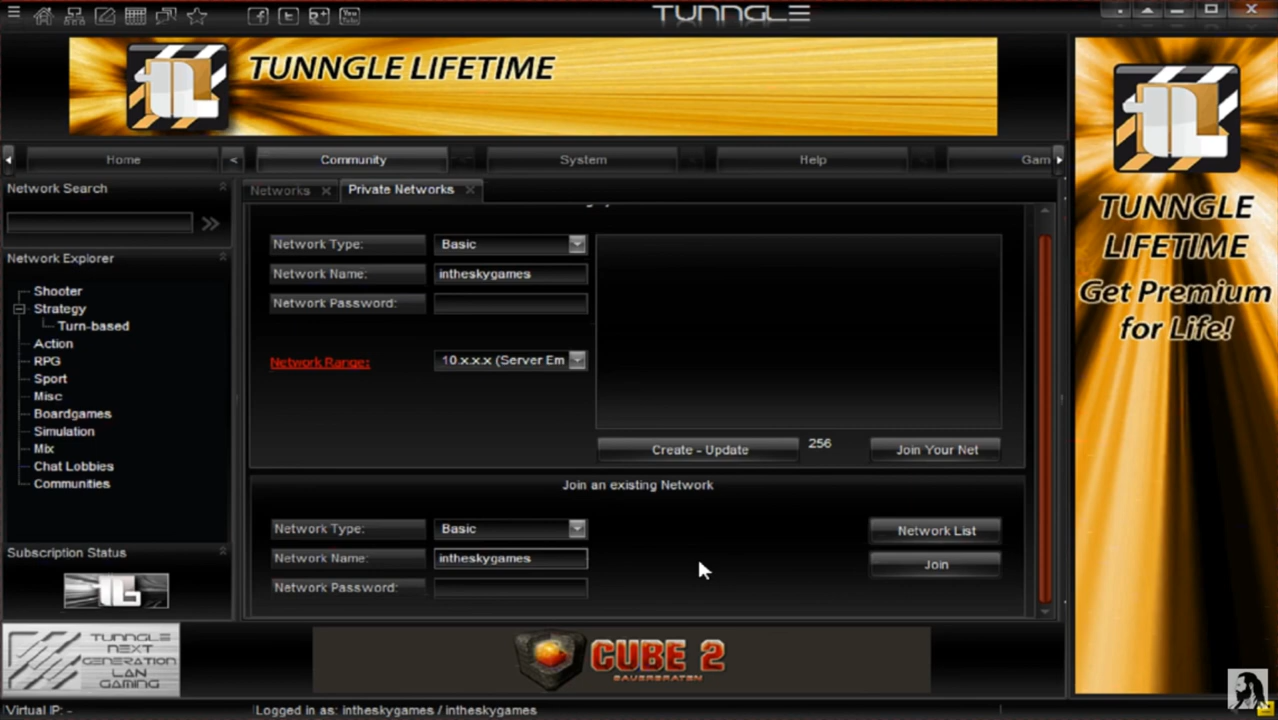 TUNNGLE
TUNNGLE LIFETIME
TUNNGLE
LIFETIME
Get Premium
for Life!
Home
<
Community
System
Help
Gam
Network Search
Networks
Private Networks
Network Explorer
Shooter
Strategy
Turn-based
Action
RPG
Sport
Misc
Boardgames
Simulation
Mix
Chat Lobbies
Communities
Network Type:
Basic
Network Name:
intheskygames
Network Password:
Network Range:
10.x.x.x (Server Em
Create - Update
256
Join Your Net
Join an existing Network
Network Type:
Basic
Network List
Network Name:
intheskygames
Join
Network Password:
Subscription Status
TUNNGLE
NEXT
GENERATION
LAN
GAMING
CUBE 2
SAUERBRATEN
Virtual IP: -
Logged in as: intheskygames / intheskygames